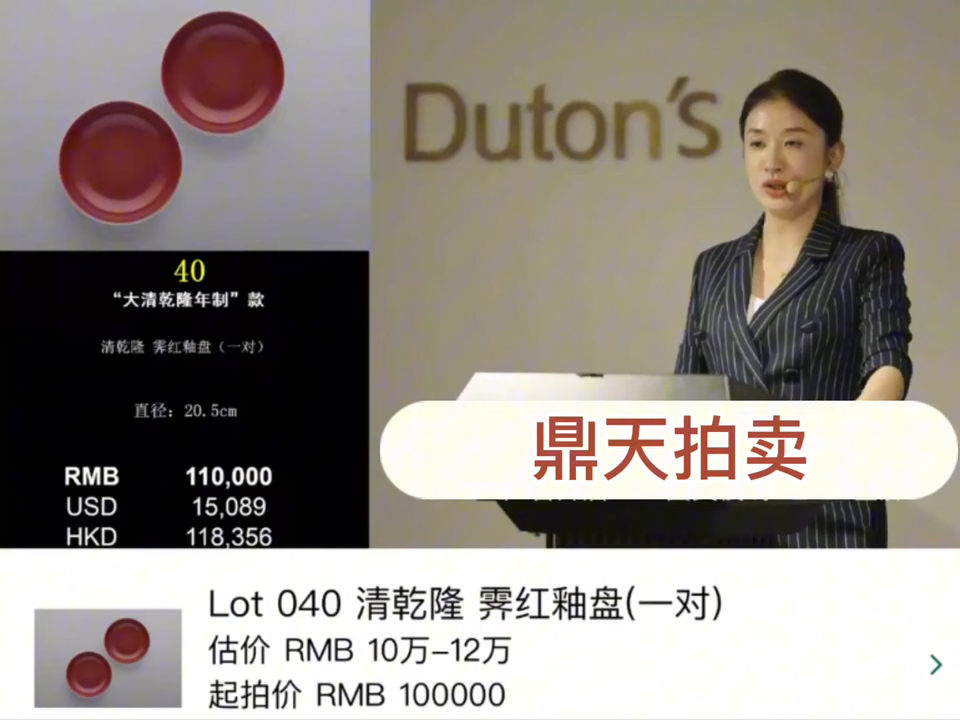 Duton's
40
“大清乾隆年制”款
清乾隆 霁红釉盘（一对）
直径：20.5cm
RMB 110,000
USD 15,089
HKD 118,356
鼎天拍卖
Lot 040 清乾隆 霁红釉盘(一对)
估价 RMB 10万-12万
起拍价 RMB 100000